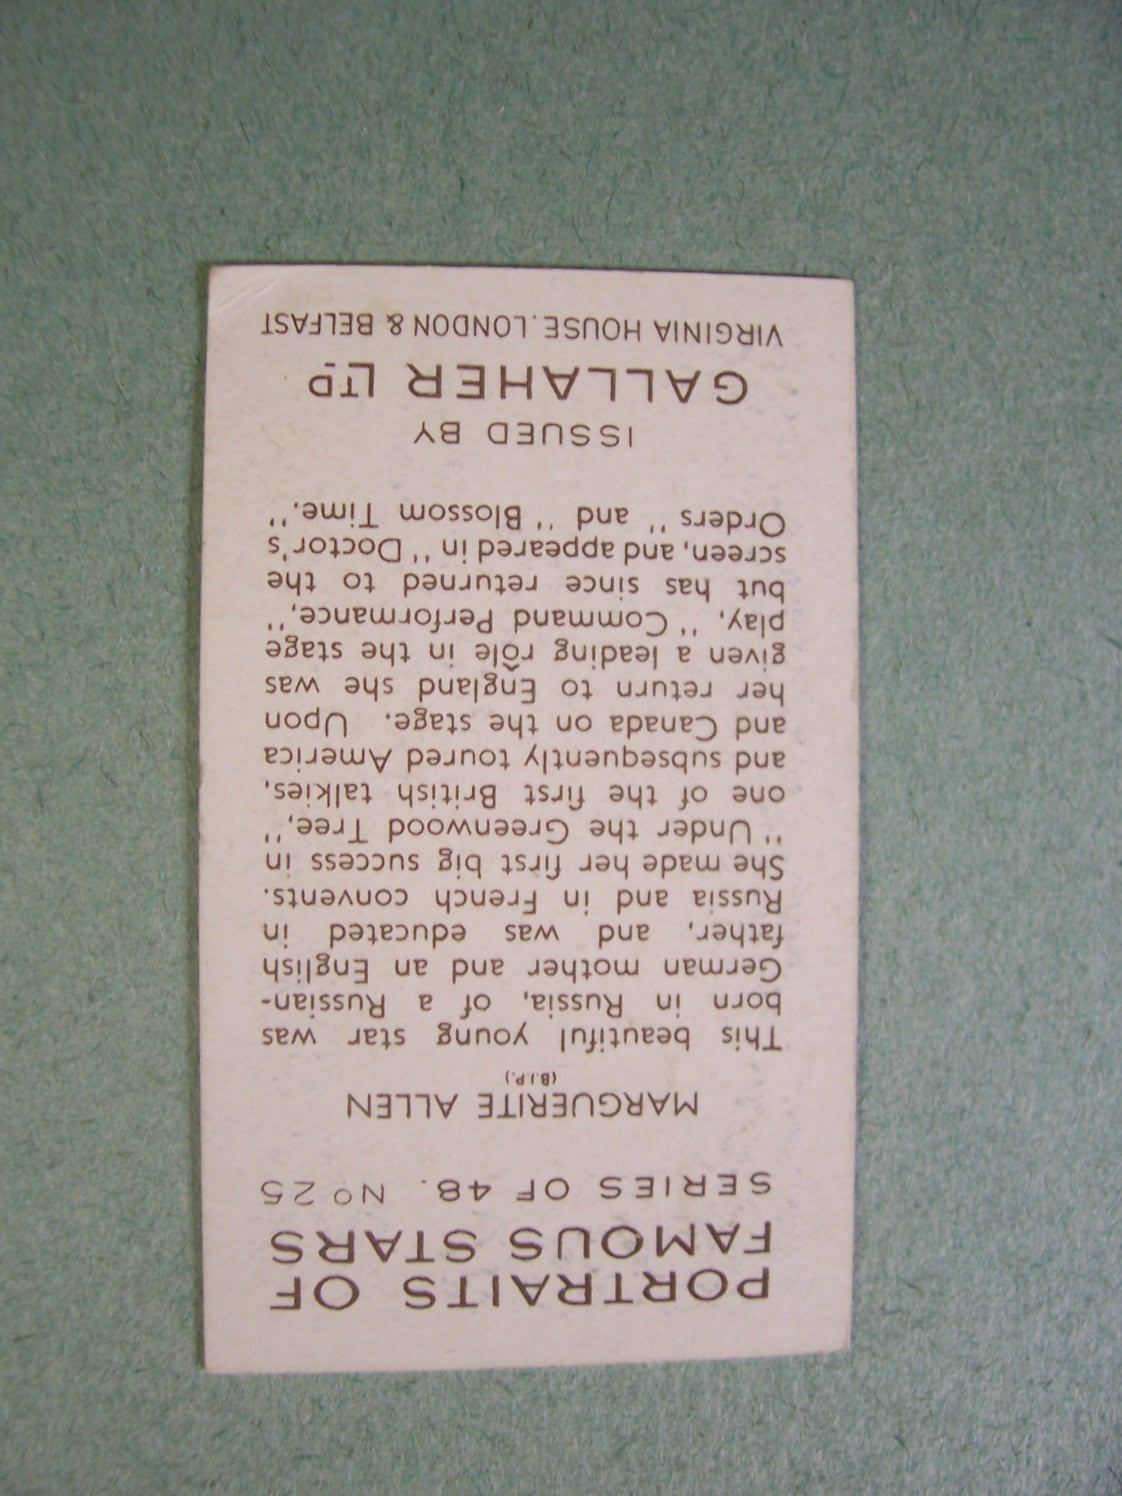 PORTRAITS OF
FAMOUS STARS
SERIES OF 48. No 25
MARGUERITE ALLEN
(B.I.P.)
This beautiful young star was
born in Russia, of a Russian-
German mother and an English
father, and was educated in
Russia and in French convents.
She made her first big success in
" Under the Greenwood Tree,"
one of the first British talkies,
and subsequently toured America
and Canada on the stage. Upon
her return to England she was
given a leading rôle in the stage
play, " Command Performance,"
but has since returned to the
screen, and appeared in " Doctor's
Orders " and " Blossom Time."
ISSUED BY
GALLAHER LTD
VIRGINIA HOUSE. LONDON & BELFAST